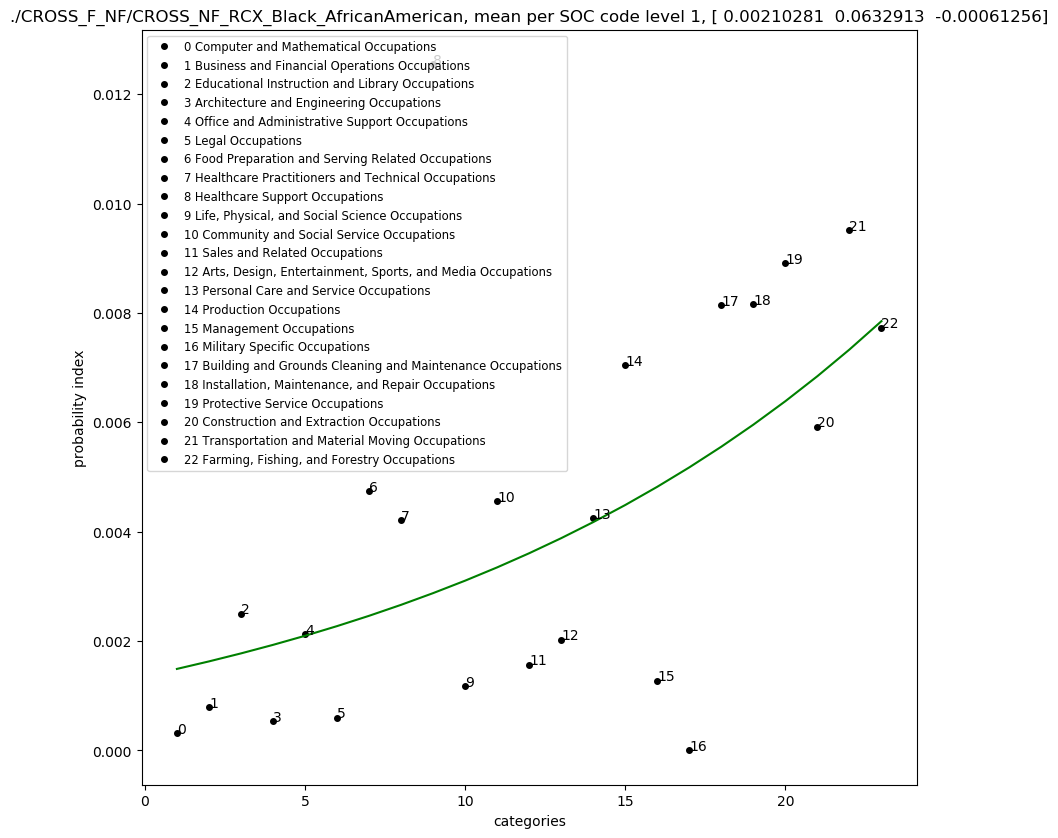 ./CROSS_F_NF/CROSS_NF_RCX_Black_AfricanAmerican, mean per SOC code level 1, [ 0.00210281  0.0632913  -0.00061256]
0 Computer and Mathematical Occupations
1 Business and Financial Operations Occupations
2 Educational Instruction and Library Occupations
3 Architecture and Engineering Occupations
4 Office and Administrative Support Occupations
5 Legal Occupations
6 Food Preparation and Serving Related Occupations
7 Healthcare Practitioners and Technical Occupations
8 Healthcare Support Occupations
9 Life, Physical, and Social Science Occupations
10 Community and Social Service Occupations
11 Sales and Related Occupations
12 Arts, Design, Entertainment, Sports, and Media Occupations
13 Personal Care and Service Occupations
14 Production Occupations
15 Management Occupations
16 Military Specific Occupations
17 Building and Grounds Cleaning and Maintenance Occupations
18 Installation, Maintenance, and Repair Occupations
19 Protective Service Occupations
20 Construction and Extraction Occupations
21 Transportation and Material Moving Occupations
22 Farming, Fishing, and Forestry Occupations
8
0.012
0.010
0.008
0.006
0.004
0.002
0.000
probability index
0
1
2
3
4
5
6
7
9
10
11
12
13
14
15
16
17
18
19
20
21
22
0
5
10
15
20
categories